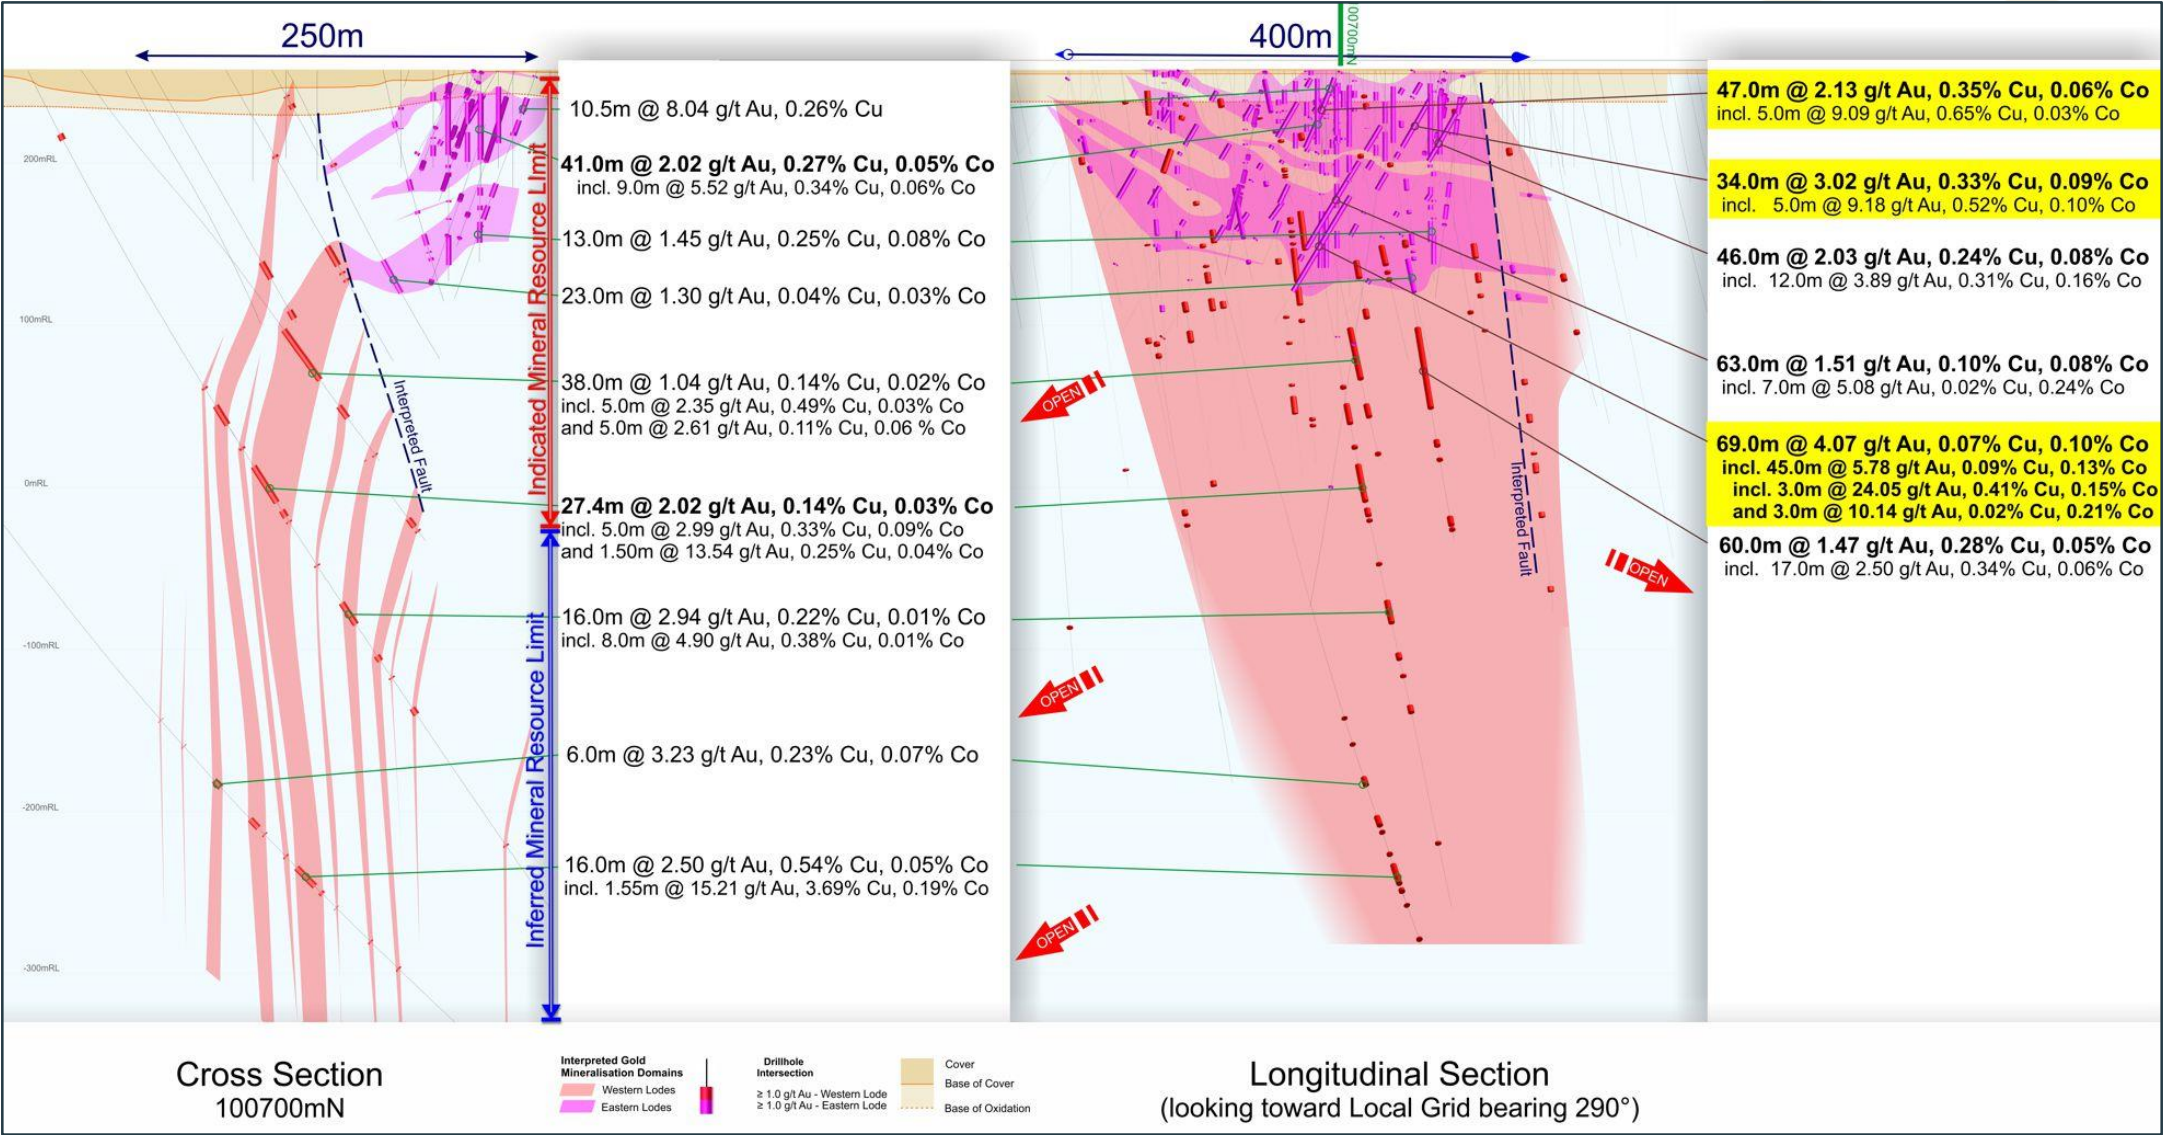 250m
400m
00700mN
200mRL
100mRL
0mRL
-100mRL
-200mRL
-300mRL
Interpreted Fault
Indicated Mineral Resource Limit
Inferred Mineral Resource Limit
10.5m @ 8.04 g/t Au, 0.26% Cu
41.0m @ 2.02 g/t Au, 0.27% Cu, 0.05% Co
incl. 9.0m @ 5.52 g/t Au, 0.34% Cu, 0.06% Co
13.0m @ 1.45 g/t Au, 0.25% Cu, 0.08% Co
23.0m @ 1.30 g/t Au, 0.04% Cu, 0.03% Co
38.0m @ 1.04 g/t Au, 0.14% Cu, 0.02% Co
incl. 5.0m @ 2.35 g/t Au, 0.49% Cu, 0.03% Co
and 5.0m @ 2.61 g/t Au, 0.11% Cu, 0.06 % Co
27.4m @ 2.02 g/t Au, 0.14% Cu, 0.03% Co
incl. 5.0m @ 2.99 g/t Au, 0.33% Cu, 0.09% Co
and 1.50m @ 13.54 g/t Au, 0.25% Cu, 0.04% Co
16.0m @ 2.94 g/t Au, 0.22% Cu, 0.01% Co
incl. 8.0m @ 4.90 g/t Au, 0.38% Cu, 0.01% Co
6.0m @ 3.23 g/t Au, 0.23% Cu, 0.07% Co
16.0m @ 2.50 g/t Au, 0.54% Cu, 0.05% Co
incl. 1.55m @ 15.21 g/t Au, 3.69% Cu, 0.19% Co
OPEN
OPEN
OPEN
Interpreted Fault
OPEN
47.0m @ 2.13 g/t Au, 0.35% Cu, 0.06% Co
incl. 5.0m @ 9.09 g/t Au, 0.65% Cu, 0.03% Co
34.0m @ 3.02 g/t Au, 0.33% Cu, 0.09% Co
incl. 5.0m @ 9.18 g/t Au, 0.52% Cu, 0.10% Co
46.0m @ 2.03 g/t Au, 0.24% Cu, 0.08% Co
incl. 12.0m @ 3.89 g/t Au, 0.31% Cu, 0.16% Co
63.0m @ 1.51 g/t Au, 0.10% Cu, 0.08% Co
incl. 7.0m @ 5.08 g/t Au, 0.02% Cu, 0.24% Co
69.0m @ 4.07 g/t Au, 0.07% Cu, 0.10% Co
incl. 45.0m @ 5.78 g/t Au, 0.09% Cu, 0.13% Co
incl. 3.0m @ 24.05 g/t Au, 0.41% Cu, 0.15% Co
and 3.0m @ 10.14 g/t Au, 0.02% Cu, 0.21% Co
60.0m @ 1.47 g/t Au, 0.28% Cu, 0.05% Co
incl. 17.0m @ 2.50 g/t Au, 0.34% Cu, 0.06% Co
Cross Section
100700mN
Interpreted Gold
Mineralisation Domains
Western Lodes
Eastern Lodes
Drillhole
Intersection
≥ 1.0 g/t Au - Western Lode
≥ 1.0 g/t Au - Eastern Lode
Cover
Base of Cover
Base of Oxidation
Longitudinal Section
(looking toward Local Grid bearing 290°)